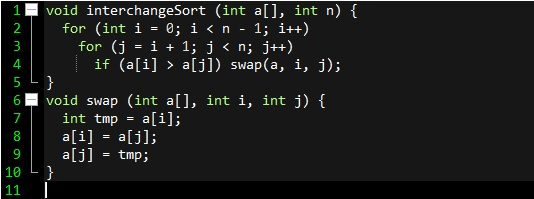 1 void interchangeSort (int a[], int n) {
2 for (int i = 0; i < n - 1; i++)
3 for (j = i + 1; j < n; j++)
4 if (a[i] > a[j]) swap(a, i, j);
5 }
6 void swap (int a[], int i, int j) {
7 int tmp = a[i];
8 a[i] = a[j];
9 a[j] = tmp;
10 }
11